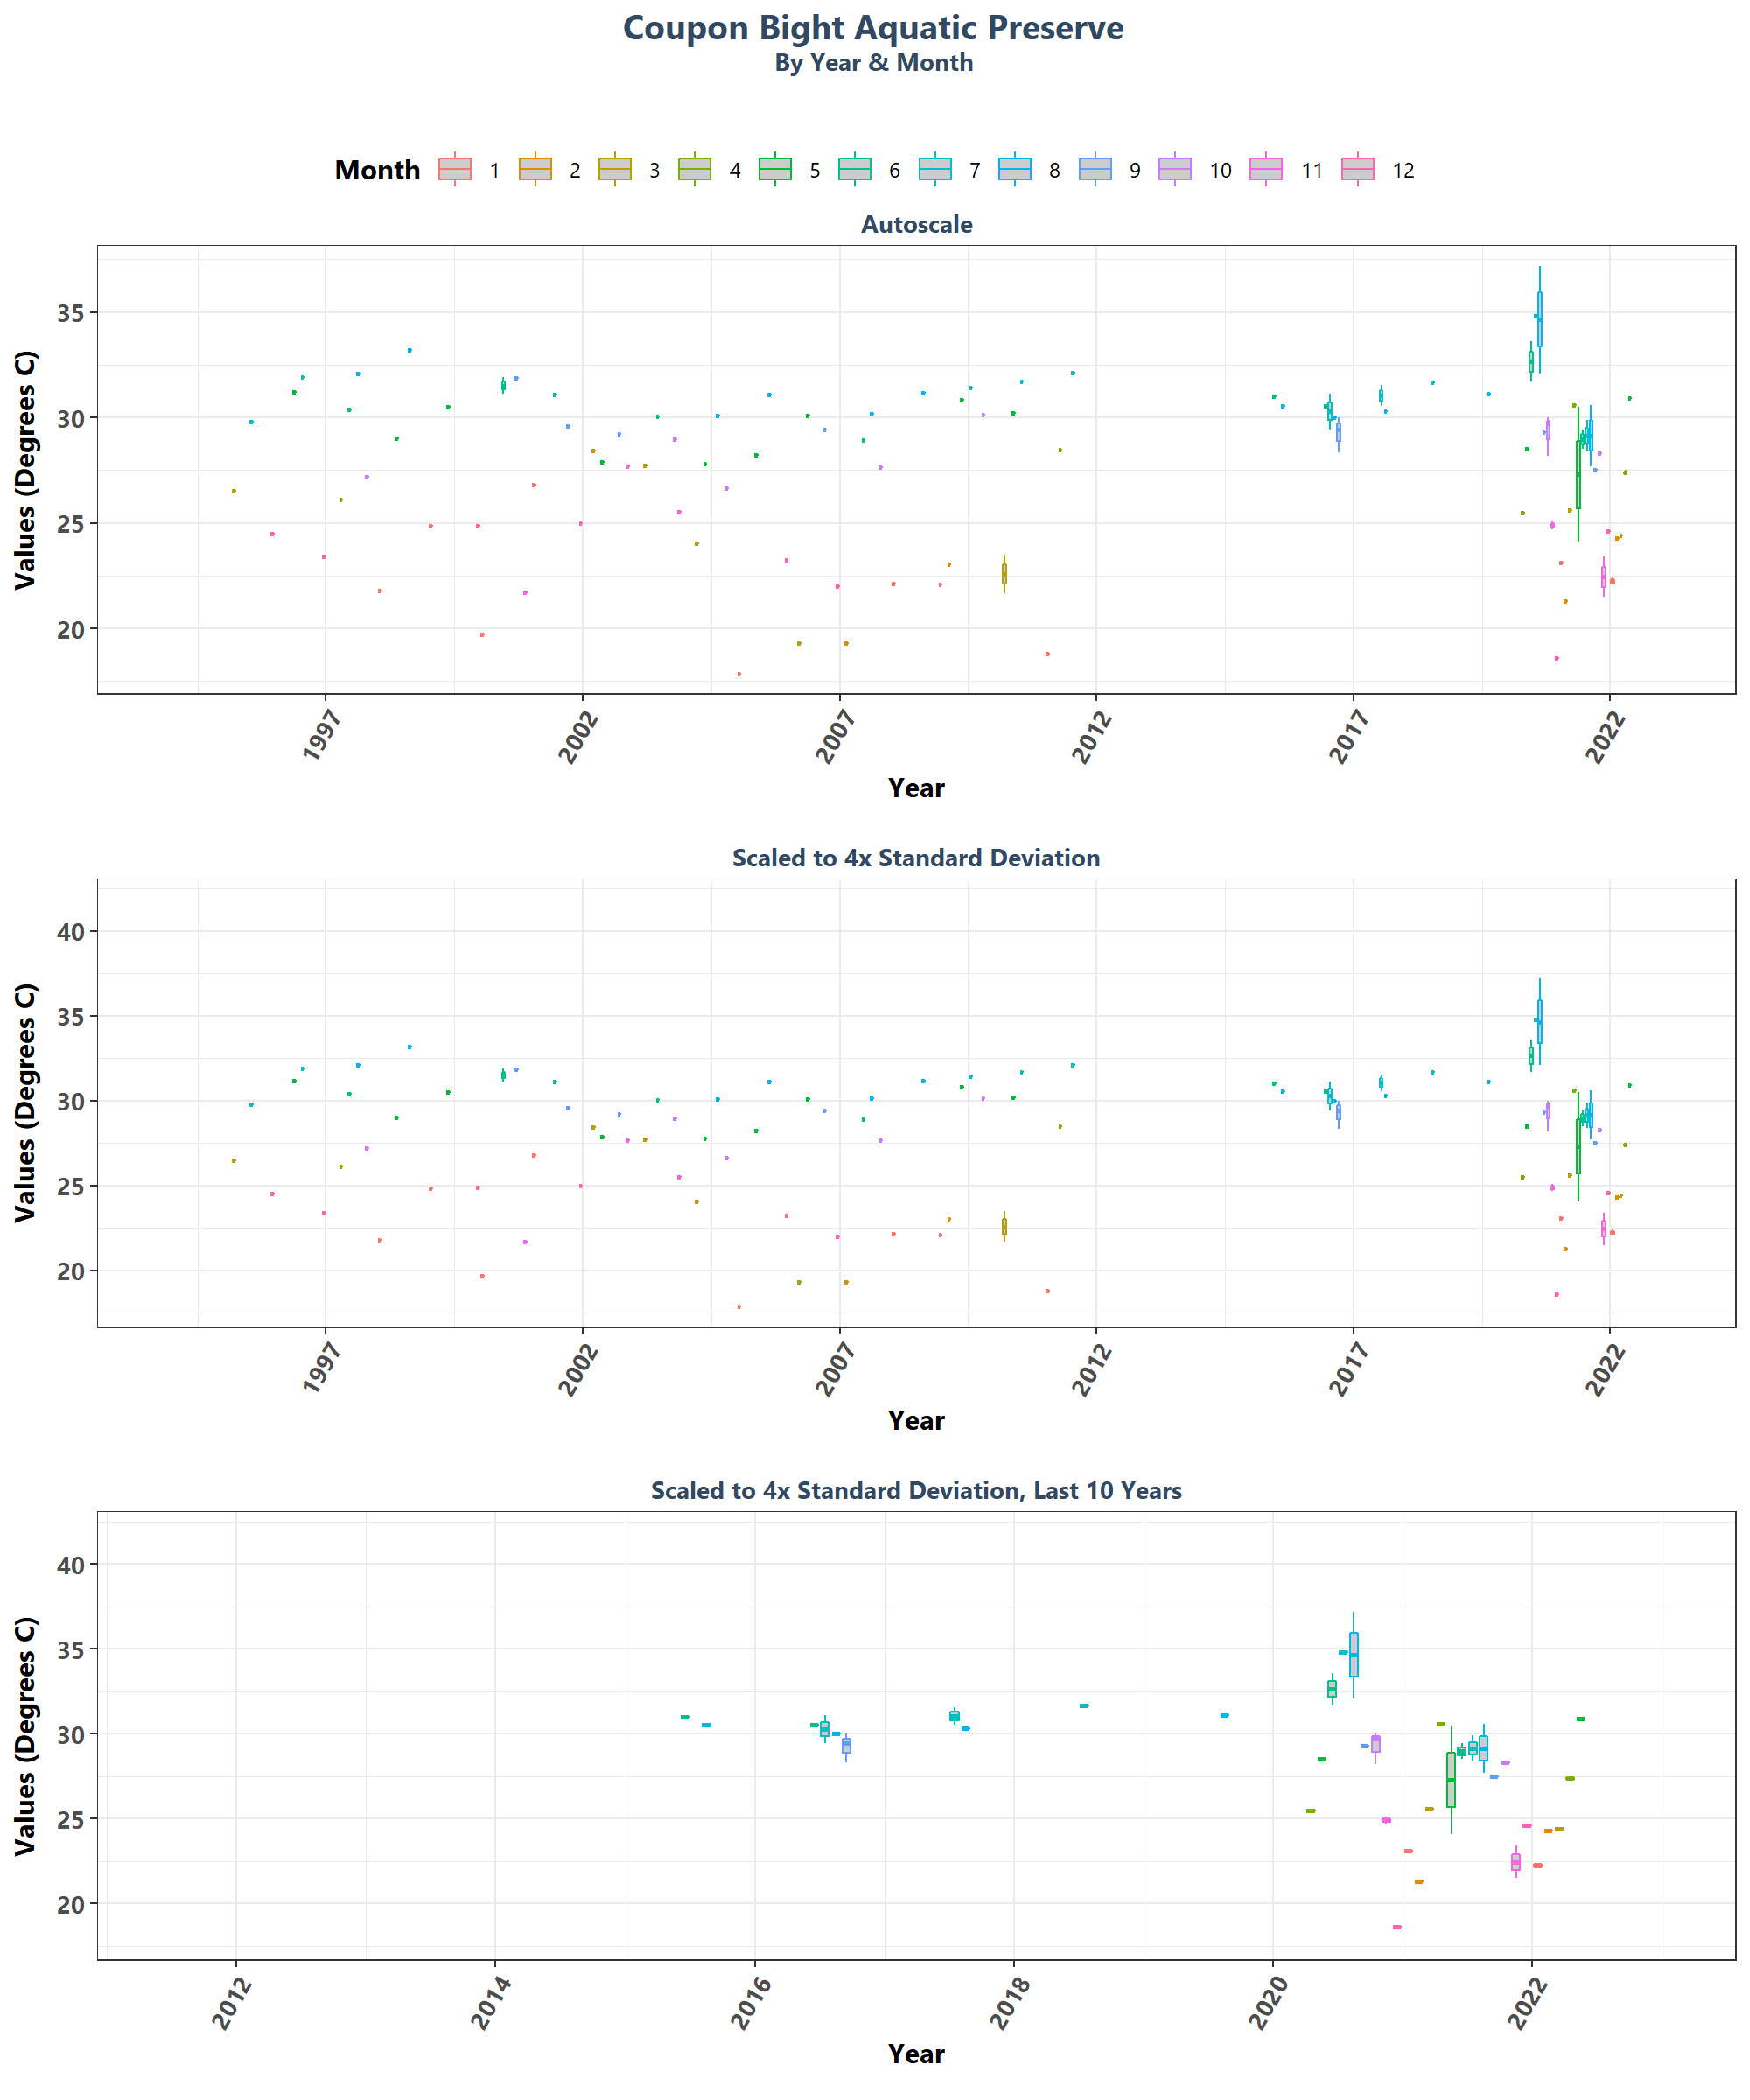 Coupon Bight Aquatic Preserve
By Year & Month
Month 1 2 3 4 5 6 7 8 9 10 11 12
Autoscale
Values (Degrees C)
35
30
25
20
1997 2002 2007 2012 2017 2022
Year
Scaled to 4x Standard Deviation
Values (Degrees C)
40
35
30
25
20
1997 2002 2007 2012 2017 2022
Year
Scaled to 4x Standard Deviation, Last 10 Years
Values (Degrees C)
40
35
30
25
20
2012 2014 2016 2018 2020 2022
Year